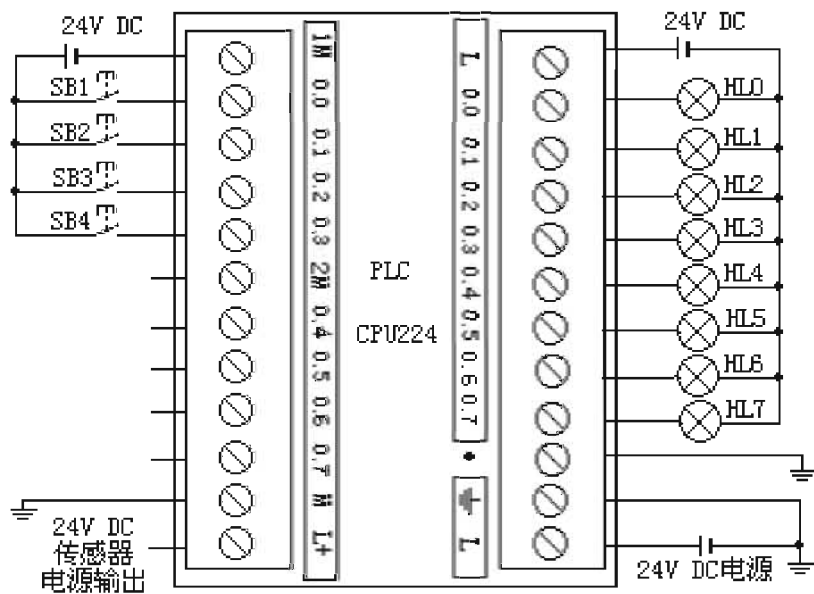 24V DC
SB1
SB2
SB3
SB4
1M
0.0
0.1
0.2
0.3
2M
0.4
0.5
0.6
0.7
M
L+
24V DC
传感器
电源输出
PLC
CPU224
L
0.0
0.1
0.2
0.3
0.4
0.5
0.6
0.7
L
24V DC
HL0
HL1
HL2
HL3
HL4
HL5
HL6
HL7
24V DC电源